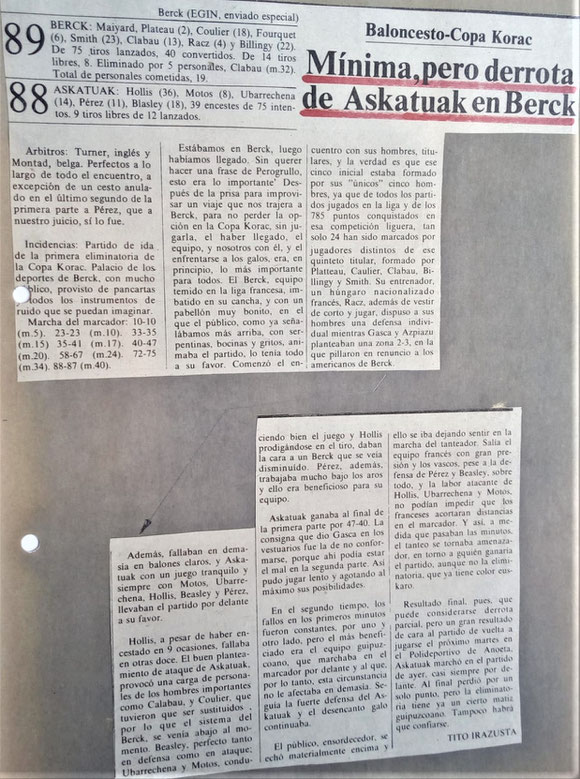 Berck (EGIN, enviado especial)
89
BERCK: Maiyard, Plateau (2), Coulier (18), Fourquet
(6), Smith (23), Clabau (13), Racz (4) y Billingy (22).
De 75 tiros lanzados, 40 convertidos. De 14 tiros
libres, 8. Eliminado por 5 personales, Clabau (m.32).
Total de personales cometidas, 19.
88
ASKATUAK: Hollis (36), Motos (8), Ubarrechena
(14), Pérez (11), Blasley (18), 39 encestes de 75 inten-
tos. 9 tiros libres de 12 lanzados.
Baloncesto-Copa Korac
Mínima, pero derrota
de Askatuak en Berck
Arbitros: Turner, inglés y
Montad, belga. Perfectos a lo
largo de todo el encuentro, a
excepción de un cesto anula-
do en el último segundo de la
primera parte a Pérez, que a
nuestro juicio, sí lo fue.
Incidencias: Partido de ida
de la primera eliminatoria de
la Copa Korac. Palacio de los
deportes de Berck, con mucho
público, provisto de pancartas
todos los instrumentos de
ruido que se puedan imaginar.
Marcha del marcador: 10-10
(m.5). 23-23 (m.10). 33-35
(m.15) 35-41 (m.17). 40-47
(m.20). 58-67 (m.24). 72-75
(m.34). 88-87 (m.40).
Estábamos en Berck, luego
habíamos llegado. Sin querer
hacer una frase de Perogrullo,
esto era lo importante' Des-
pués de la prisa para improvi-
sar un viaje que nos trajera a
Berck, para no perder la op-
ción en la Copa Korac, sin ju-
garla, el haber llegado, el
equipo, y nosotros con él, y el
enfrentarse a los galos, era, en
principio, lo más importante
para todos. El Berck, equipo
temido en la liga francesa, im-
batido en su cancha, y con un
pabellón muy bonito, en el
que el público, como ya seña-
lábamos más arriba, con ser-
pentinas, bocinas y gritos, ani-
maba el partido, lo tenía todo
a su favor. Comenzó el en-
cuentro con sus hombres, titu-
lares, y la verdad es que ese
cinco inicial estaba formado
por sus "únicos" cinco hom-
bres, ya que de todos los parti-
dos jugados en la liga y de los
785 puntos conquistados en
esa competición liguera, tan
solo 24 han sido marcados por
jugadores distintos de ese
quinteto titular, formado por
Platteau, Caulier, Clabau, Bi-
llingy y Smith. Su entrenador,
un húngaro nacionalizado
francés, Racz, además de vestir
de corto y jugar, dispuso a sus
hombres una defensa indivi-
dual mientras Gasca y Azpiazu
planteaban una zona 2-3, en la
que pillaron en renuncio a los
americanos de Berck.
Además, fallaban en dema-
sia en balones claros, y Aska-
tuak con un juego tranquilo y
siempre con Motos, Ubarre-
chena, Hollis, Beasley y Pérez,
llevaban el partido por delante
a su favor.
Hollis, a pesar de haber en-
cestado en 9 ocasiones, fallaba
en otras doce. El buen plantea-
miento de ataque de Askatuak,
provocó una carga de persona-
les de los hombres importantes
como Calabau, y Coulier, que
tuvieron que ser sustituidos,
por lo que el sistema del
Berck, se venía abajo al mo-
mento. Beasley, perfecto tanto
en defensa como en ataque;
Ubarrechena y Motos, condu-
ciendo bien el juego y Hollis
prodigándose en el tiro, daban
la cara a un Berck que se veía
disminuido. Pérez, además,
trabajaba mucho bajo los aros
y ello era beneficioso para su
equipo.
Askatuak ganaba al final de
la primera parte por 47-40. La
consigna que dio Gasca en los
vestuarios fue la de no confor-
marse, porque ahí podía estar
el mal en la segunda parte. Así
pudo jugar lento y agotando al
máximo sus posibilidades.
En el segundo tiempo, los
fallos en los primeros minutos
fueron constantes, por uno y
otro lado, pero el más benefi-
ciado era el equipo guipuz-
coano, que marchaba en el
marcador por delante y al que,
por lo tanto, esta circunstancia
no le afectaba en demasía. Se-
guía la fuerte defensa del As-
katuak y el desencanto galo
continuaba.
El público, ensordecedor, se
echó materialmente encima y
ello se iba dejando sentir en la
marcha del tanteador. Salía el
equipo francés con gran pre-
sión y los vascos, pese a la de-
fensa de Pérez y Beasley, sobre
todo, y la labor atacante de
Hollis, Ubarrechena y Motos,
no podían impedir que los
franceses acortaran distancias
en el marcador. Y así, a me-
dida que pasaban las minutos,
el tanteo se tornaba amenaza-
dor, en torno a quién ganaría
el partido, aunque no la elimi-
natoria, que ya tiene color eus-
karo.
Resultado final, pues, que
puede considerarse derrota
parcial, pero un gran resultado
de cara al partido de vuelta a
jugarse el próximo martes en
el Polideportivo de Anoeta,
Askatuak marchó en el partido
de ayer, casi siempre por de-
lante. Al final perdió por un
solo punto, pero la elimina-
toria tiene ya un cierto matiz
guipuzcoano. Tampoco habrá
que confiarse.
TITO IRAZUSTA